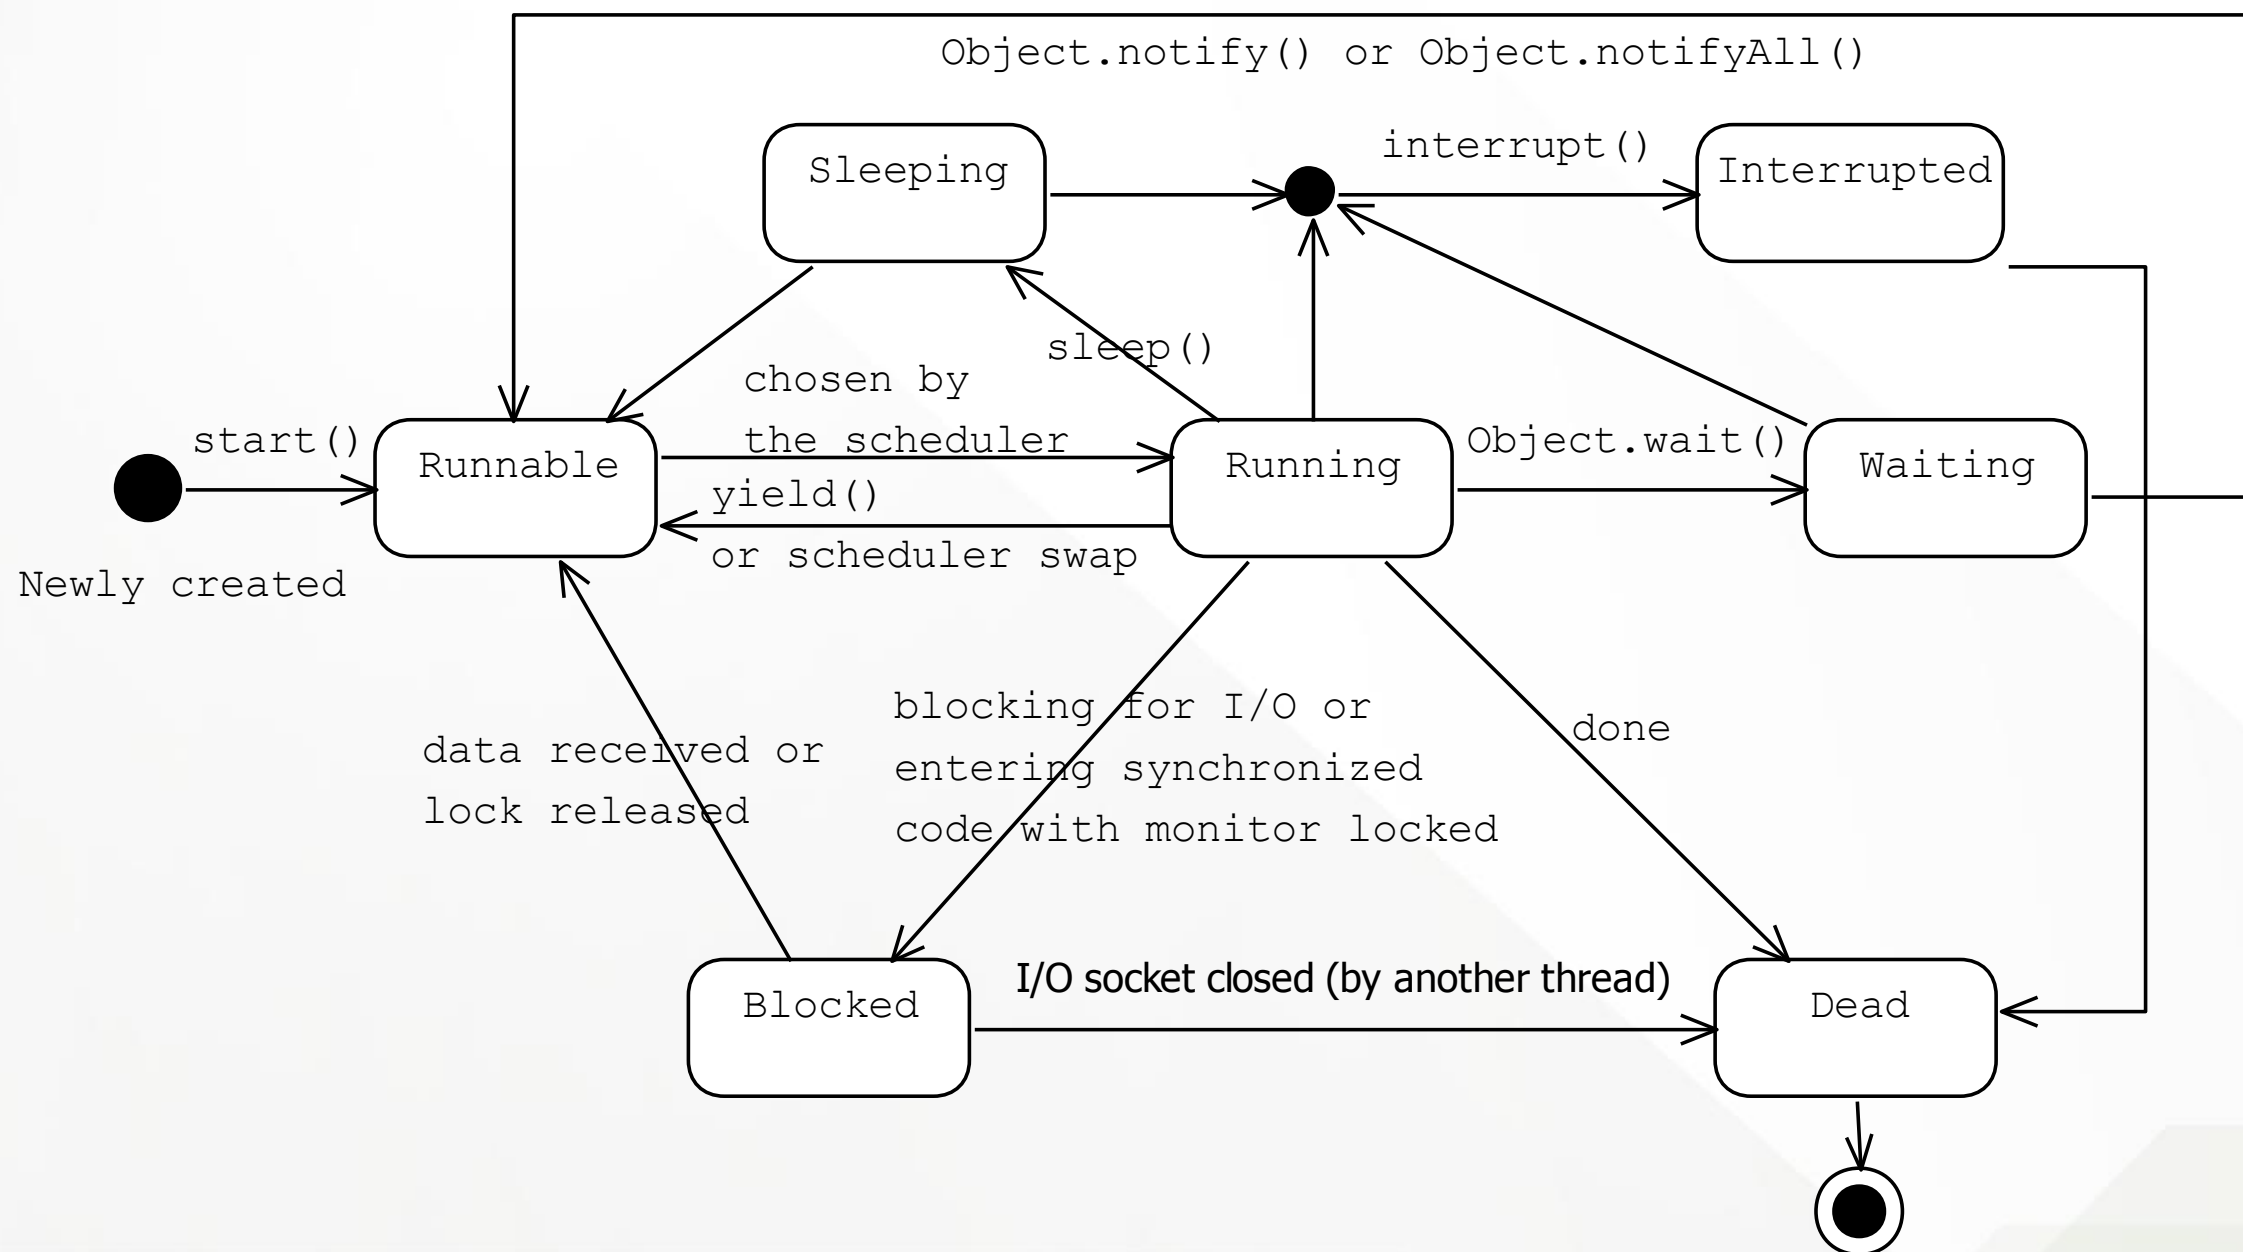 Object.notify() or Object.notifyAll()
interrupt()
Sleeping
Interrupted
sleep()
chosen by
the scheduler
start()
Runnable
Running
Object.wait()
Waiting
yield()
or scheduler swap
Newly created
blocking for I/O or
entering synchronized
code with monitor locked
done
data received or
lock released
I/O socket closed (by another thread)
Blocked
Dead